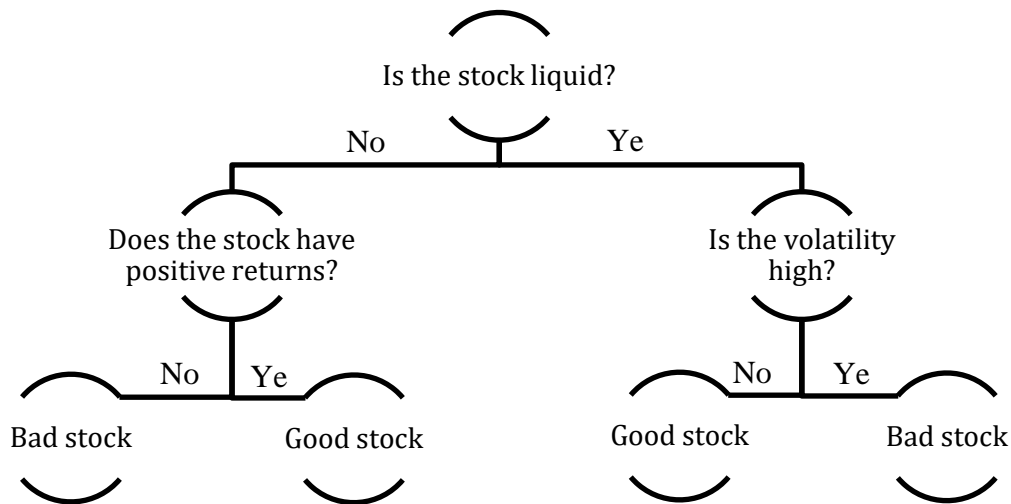 Is the stock liquid?
No
Ye
Does the stock have
positive returns?
Is the volatility
high?
No
Ye
No
Ye
Bad stock
Good stock
Good stock
Bad stock